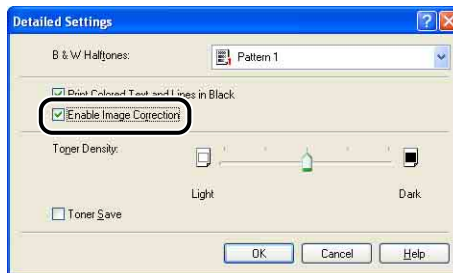 Detailed Settings
B & W Halftones: Pattern 1
Print Colored Text and Lines in Black
Enable Image Correction
Toner Density:
Light Dark
Toner Save
OK Cancel Help